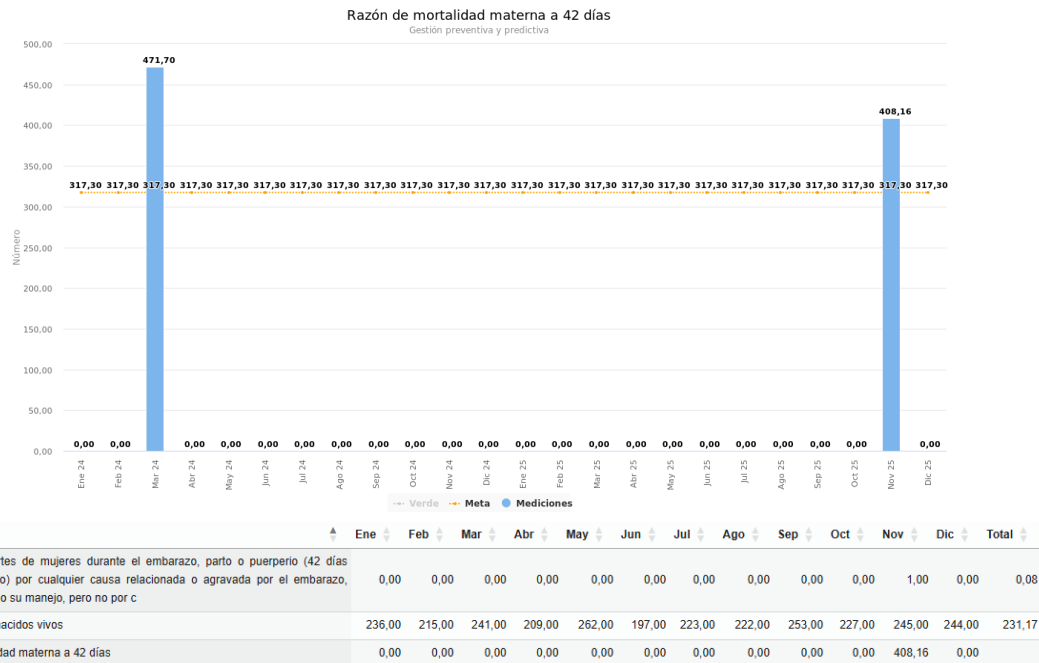 Razón de mortalidad materna a 42 días
Gestión preventiva y predictiva
500,00
471,70
450,00
408,16
400,00
350,00
317,30 317,30 317,30 317,30 317,30 317,30 317,30 317,30 317,30 317,30 317,30 317,30 317,30 317,30 317,30 317,30 317,30 317,30 317,30 317,30 317,30 317,30 317,30 317,30
300,00
Número
250,00
200,00
150,00
100,00
50,00
0,00 0,00 0,00 0,00 0,00 0,00 0,00 0,00 0,00 0,00 0,00 0,00 0,00 0,00 0,00 0,00 0,00 0,00 0,00 0,00 0,00 0,00
0,00
Ene 24 Feb 24 Mar 24 Abr 24 May 24 Jun 24 Jul 24 Ago 24 Sep 24 Oct 24 Nov 24 Dic 24 Ene 25 Feb 25 Mar 25 Abr 25 May 25 Jun 25 Jul 25 Ago 25 Sep 25 Oct 25 Nov 25 Dic 25
Verde Meta Mediciones
Ene Feb Mar Abr May Jun Jul Ago Sep Oct Nov Dic Total
tes de mujeres durante el embarazo, parto o puerperio (42 días
o) por cualquier causa relacionada o agravada por el embarazo, 0,00 0,00 0,00 0,00 0,00 0,00 0,00 0,00 0,00 0,00 1,00 0,00 0,08
o su manejo, pero no por c
acidos vivos 236,00 215,00 241,00 209,00 262,00 197,00 223,00 222,00 253,00 227,00 245,00 244,00 231,17
dad materna a 42 días 0,00 0,00 0,00 0,00 0,00 0,00 0,00 0,00 0,00 0,00 408,16 0,00